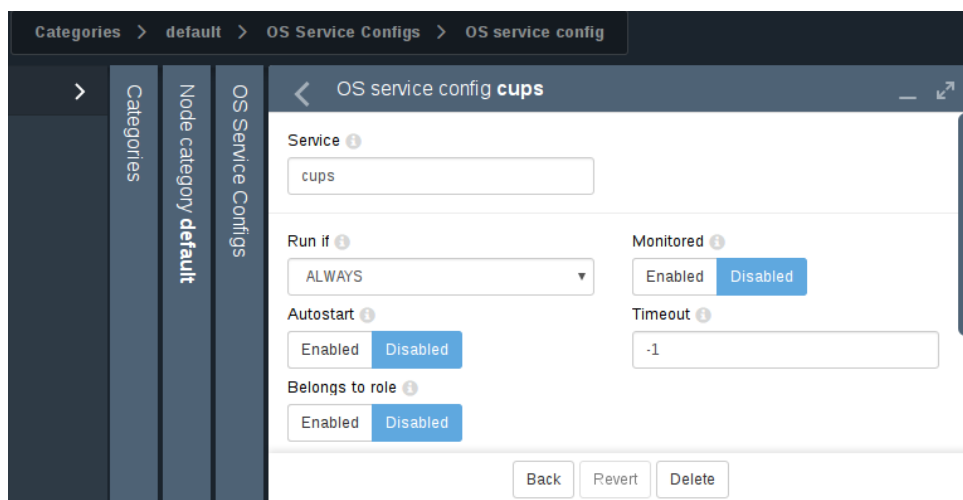 Categories > default > OS Service Configs > OS service config
Categories
Node category default
OS Service Configs
OS service config cups
Service
cups
Run if
Monitored
ALWAYS
Enabled Disabled
Autostart
Timeout
Enabled Disabled
-1
Belongs to role
Enabled Disabled
Back Revert Delete